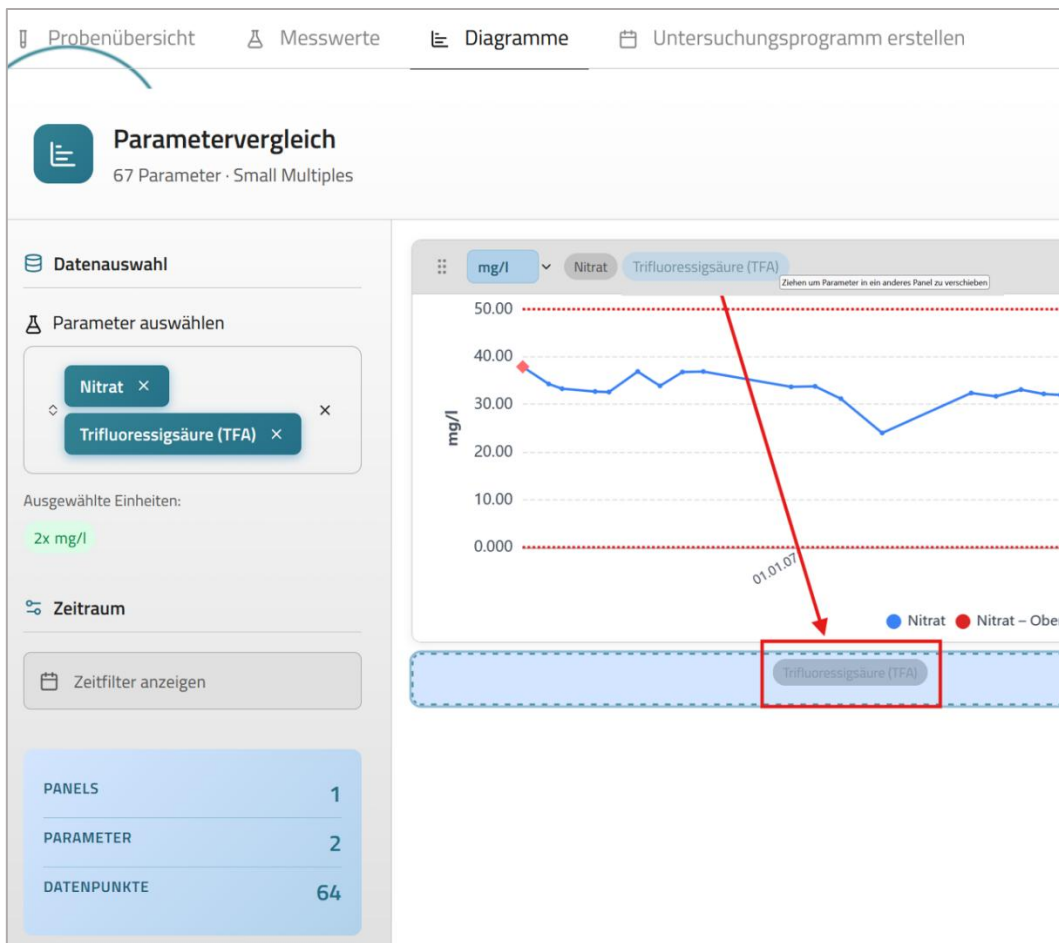 Probenübersicht Messwerte Diagramme Untersuchungsprogramm erstellen
Parametervergleich
67 Parameter · Small Multiples
Datenauswahl
Parameter auswählen
Nitrat ×
Trifluoressigsäure (TFA) ×
×
Ausgewählte Einheiten:
2x mg/l
Zeitraum
Zeitfilter anzeigen
PANELS 1
PARAMETER 2
DATENPUNKTE 64
mg/l Nitrat Trifluoressigsäure (TFA)
Ziehen um Parameter in ein anderes Panel zu verschieben
50.00
40.00
30.00
20.00
10.00
0.000
mg/l
01.01.07
Nitrat Nitrat – Ober
Trifluoressigsäure (TFA)